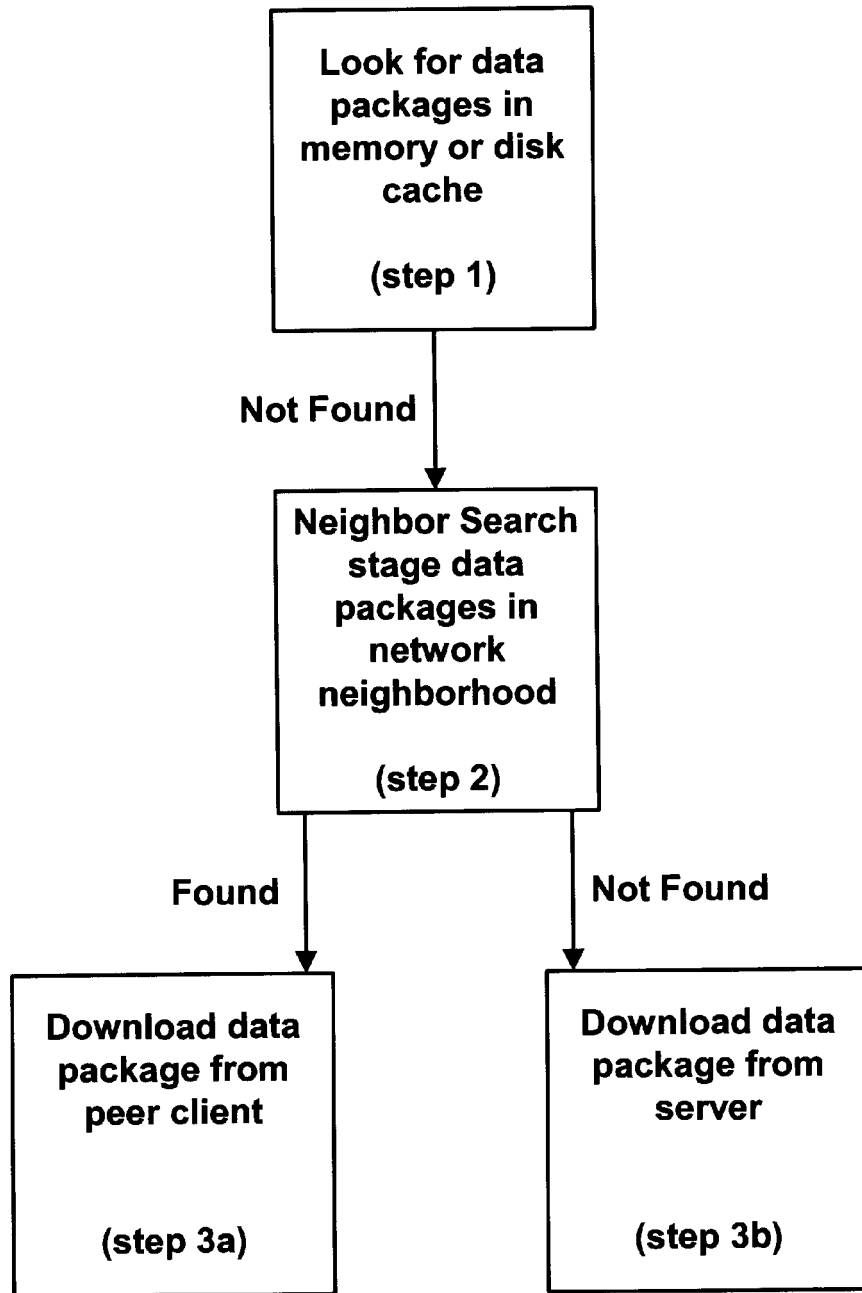 Look for data
packages in
memory or disk
cache
(step 1)
Not Found
Neighbor Search
stage data
packages in
network
neighborhood
(step 2)
Found
Not Found
Download data
package from
peer client
(step 3a)
Download data
package from
server
(step 3b)